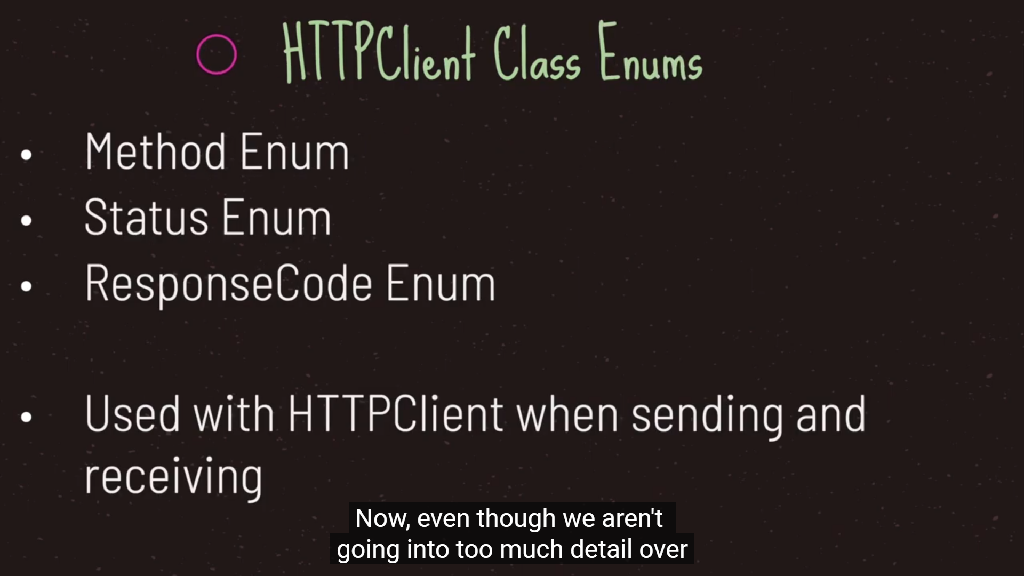 HTTPClient Class Enums
• Method Enum
• Status Enum
• ResponseCode Enum
• Used with HTTPClient when sending and
receiving
Now, even though we aren't
going into too much detail over